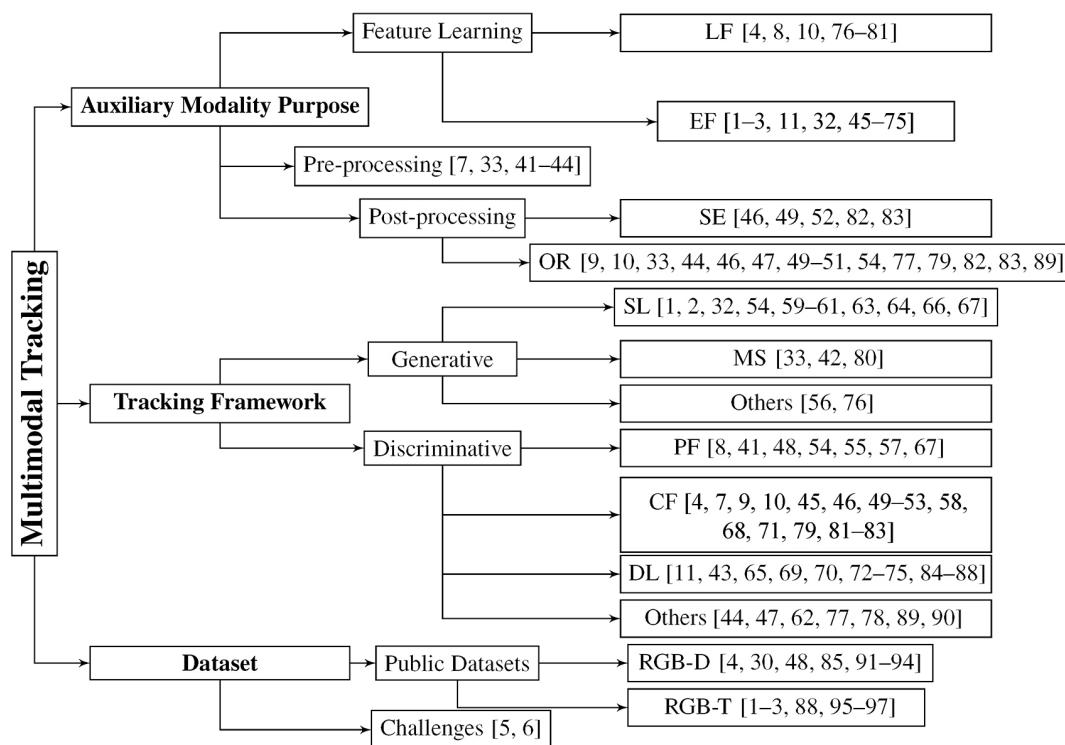 Multimodal Tracking
Auxiliary Modality Purpose
Feature Learning
LF [4, 8, 10, 76–81]
EF [1–3, 11, 32, 45–75]
Pre-processing [7, 33, 41–44]
Post-processing
SE [46, 49, 52, 82, 83]
OR [9, 10, 33, 44, 46, 47, 49–51, 54, 77, 79, 82, 83, 89]
Tracking Framework
Generative
SL [1, 2, 32, 54, 59–61, 63, 64, 66, 67]
MS [33, 42, 80]
Others [56, 76]
Discriminative
PF [8, 41, 48, 54, 55, 57, 67]
CF [4, 7, 9, 10, 45, 46, 49–53, 58,
68, 71, 79, 81–83]
DL [11, 43, 65, 69, 70, 72–75, 84–88]
Others [44, 47, 62, 77, 78, 89, 90]
Dataset
Public Datasets
RGB-D [4, 30, 48, 85, 91–94]
RGB-T [1–3, 88, 95–97]
Challenges [5, 6]